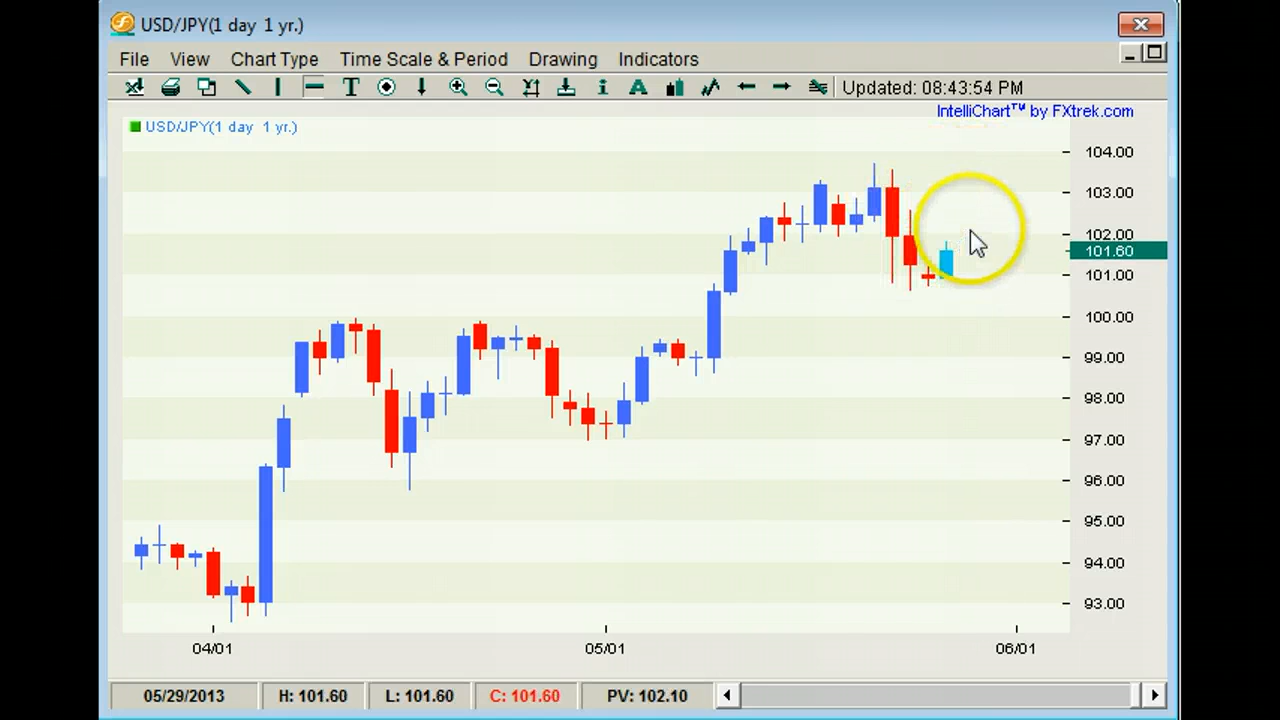 USD/JPY(1 day 1 yr.)
File View Chart Type Time Scale & Period Drawing Indicators
T i A Updated: 08:43:54 PM
IntelliChart™ by FXtrek.com
USD/JPY(1 day 1 yr.)
104.00
103.00
102.00
101.60
101.00
100.00
99.00
98.00
97.00
96.00
95.00
94.00
93.00
04/01 05/01 06/01
05/29/2013 H: 101.60 L: 101.60 C: 101.60 PV: 102.10